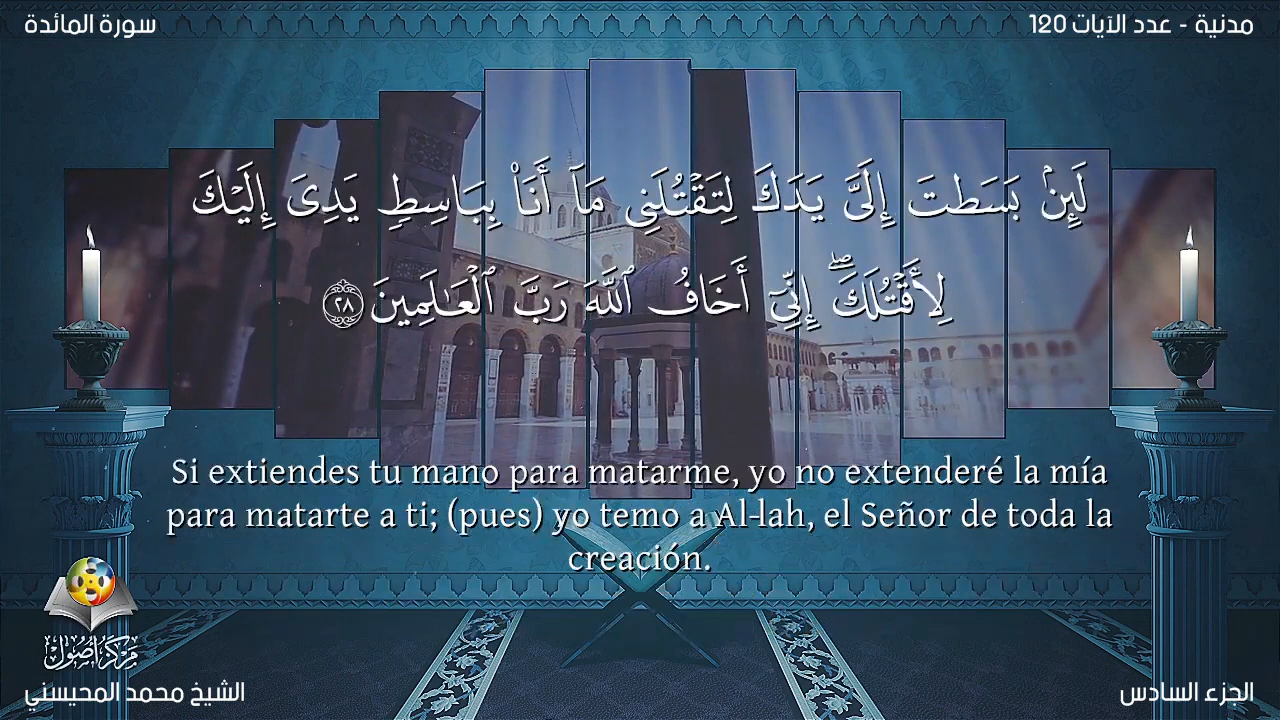 سورة المائدة
مدنية - عدد الآيات 120
لَئِنۢ بَسَطتَ إِلَىَّ يَدَكَ لِتَقْتُلَنِى مَآ أَنَا۠ بِبَاسِطٍ يَدِىَ إِلَيْكَ
لِأَقْتُلَكَ ۖ إِنِّىٓ أَخَافُ ٱللَّهَ رَبَّ ٱلْعَـٰلَمِينَ ٢٨
Si extiendes tu mano para matarme, yo no extenderé la mía
para matarte a ti; (pues) yo temo a Al-lah, el Señor de toda la
creación.
مركز أصول
الشيخ محمد المحيسني
الجزء السادس